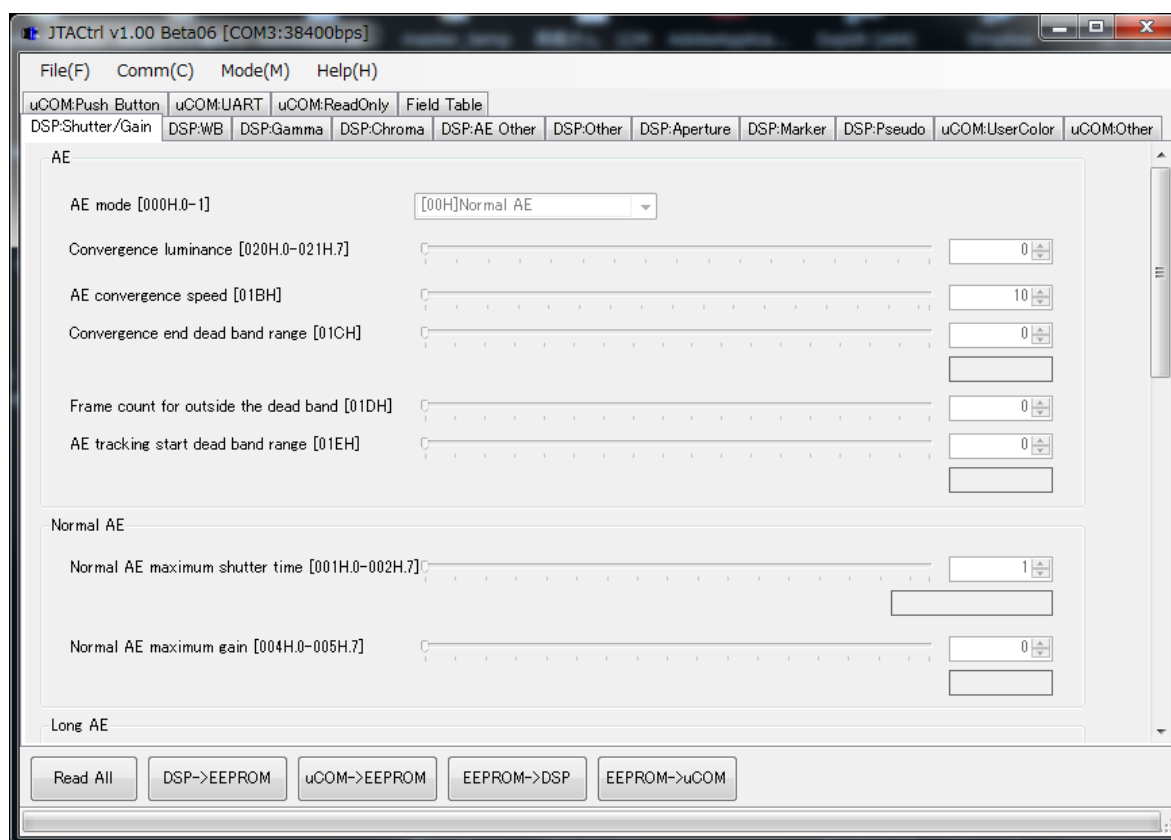 JTACtrl v1.00 Beta06 [COM3:38400bps]
File(F) Comm(C) Mode(M) Help(H)
uCOM:Push Button uCOM:UART uCOM:ReadOnly Field Table
DSP:Shutter/Gain DSP:WB DSP:Gamma DSP:Chroma DSP:AE Other DSP:Other DSP:Aperture DSP:Marker DSP:Pseudo uCOM:UserColor uCOM:Other
AE
AE mode [000H.0-1] [00H]Normal AE
Convergence luminance [020H.0-021H.7] 0
AE convergence speed [01BH] 10
Convergence end dead band range [01CH] 0
Frame count for outside the dead band [01DH] 0
AE tracking start dead band range [01EH] 0
Normal AE
Normal AE maximum shutter time [001H.0-002H.7] 1
Normal AE maximum gain [004H.0-005H.7] 0
Long AE
Read All DSP->EEPROM uCOM->EEPROM EEPROM->DSP EEPROM->uCOM